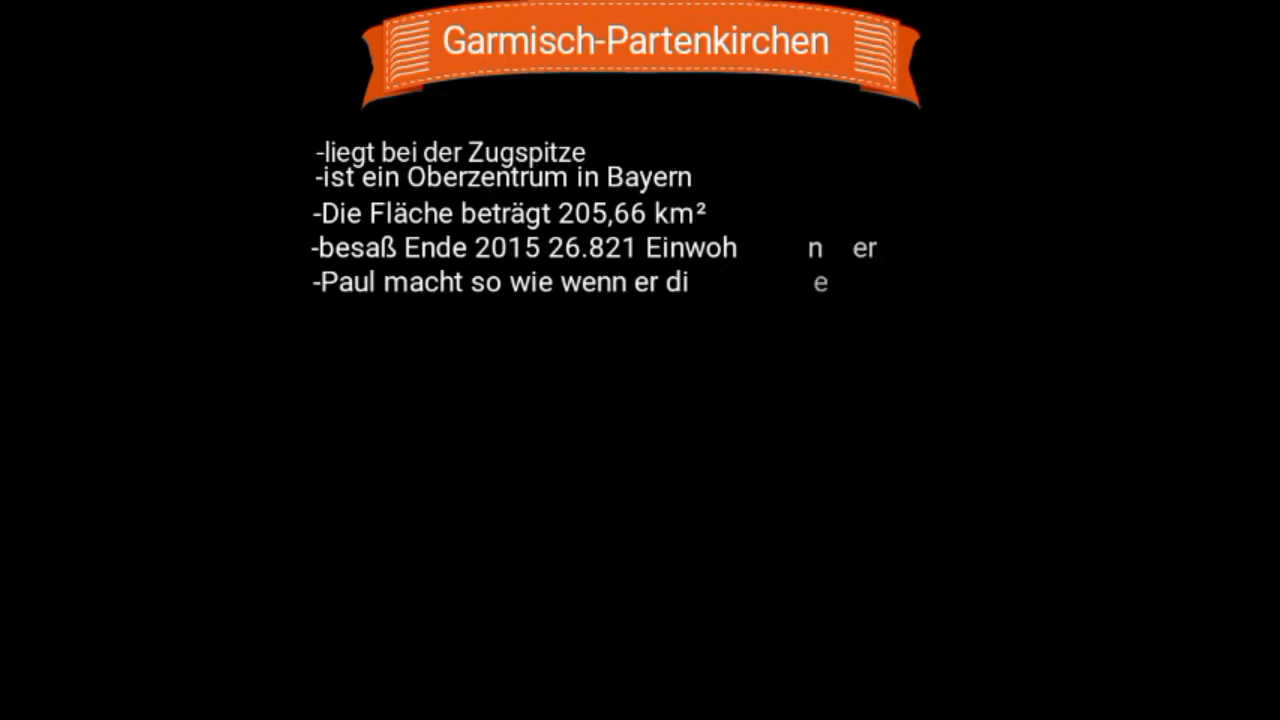 Garmisch-Partenkirchen
-liegt bei der Zugspitze
-ist ein Oberzentrum in Bayern
-Die Fläche beträgt 205,66 km²
-besaß Ende 2015 26.821 Einwoh n er
-Paul macht so wie wenn er di e